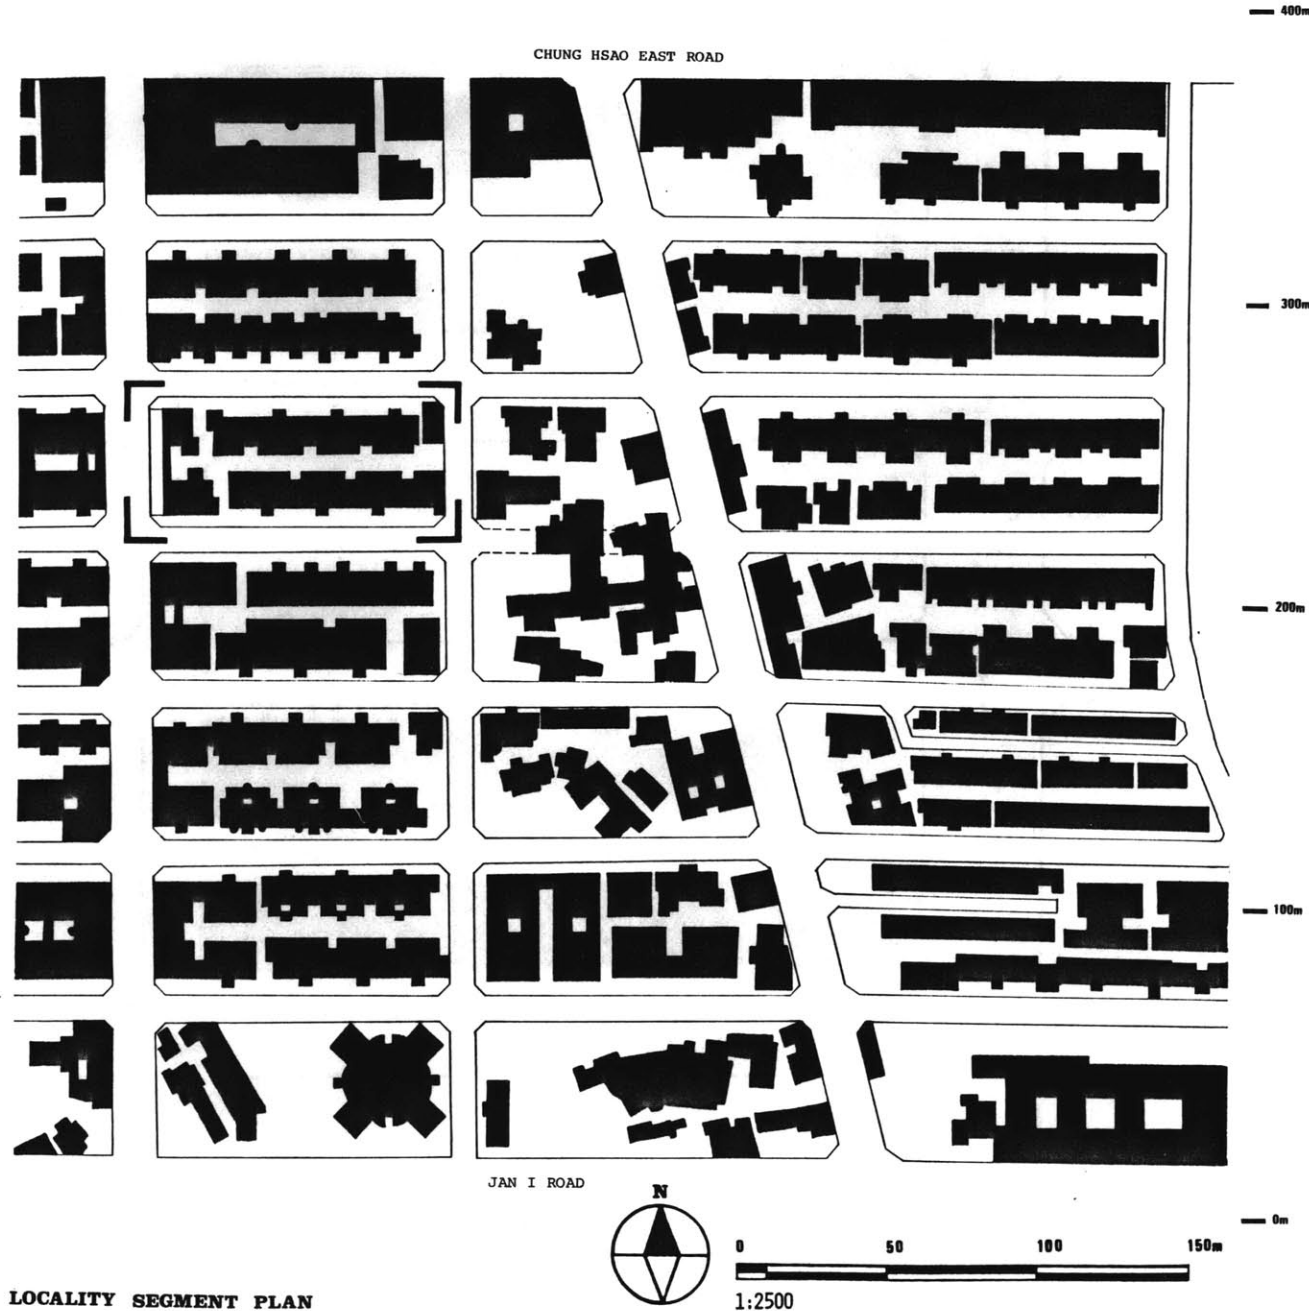 400m
CHUNG HSAO EAST ROAD
300m
200m
100m
JAN I ROAD
N
0m
0 50 100 150m
1:2500
LOCALITY SEGMENT PLAN